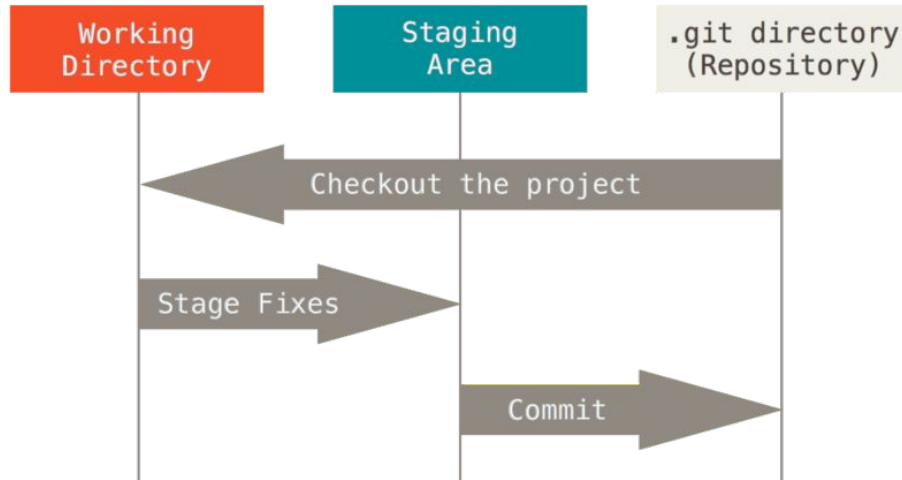 Working
Directory
Staging
Area
.git directory
(Repository)
Checkout the project
Stage Fixes
Commit